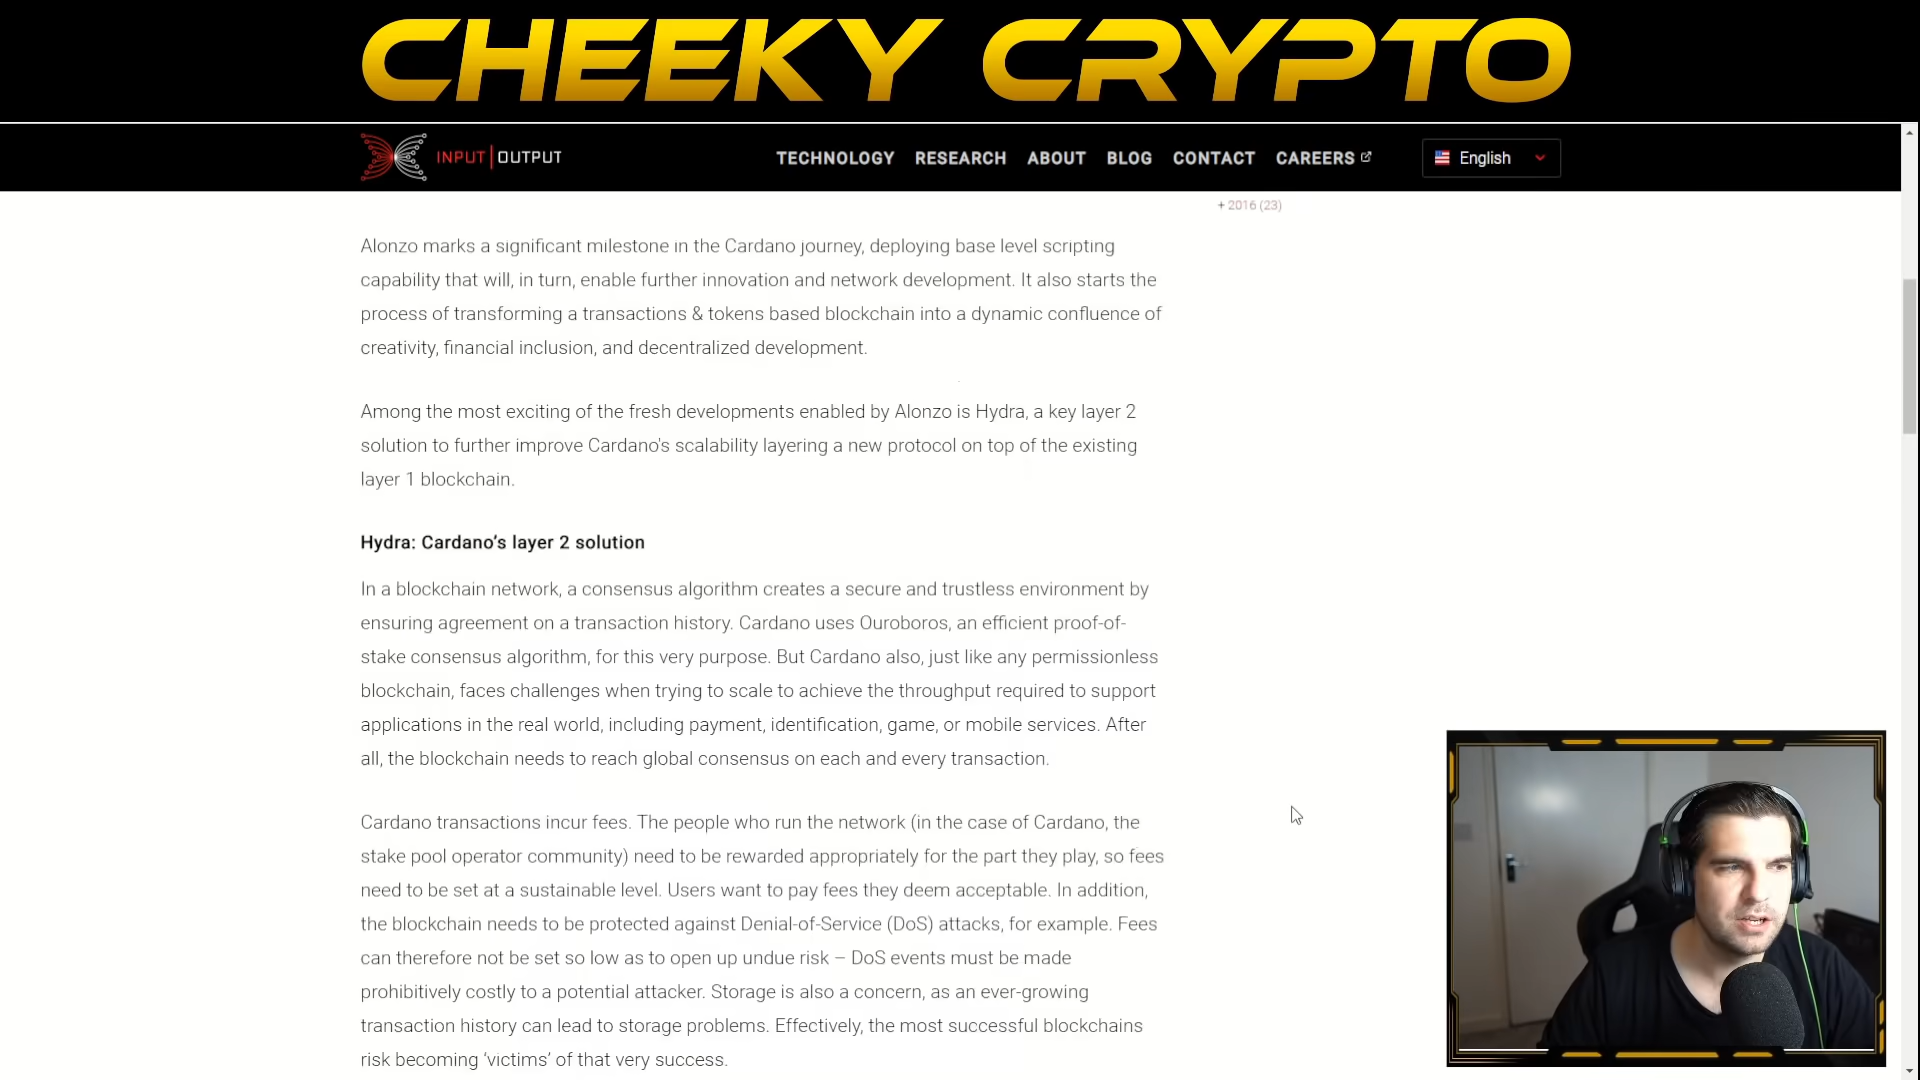 CHEEKY CRYPTO
INPUT|OUTPUT
TECHNOLOGY RESEARCH ABOUT BLOG CONTACT CAREERS
English
+ 2016 (23)
Alonzo marks a significant milestone in the Cardano journey, deploying base level scripting
capability that will, in turn, enable further innovation and network development. It also starts the
process of transforming a transactions & tokens based blockchain into a dynamic confluence of
creativity, financial inclusion, and decentralized development.
Among the most exciting of the fresh developments enabled by Alonzo is Hydra, a key layer 2
solution to further improve Cardano's scalability layering a new protocol on top of the existing
layer 1 blockchain.
Hydra: Cardano’s layer 2 solution
In a blockchain network, a consensus algorithm creates a secure and trustless environment by
ensuring agreement on a transaction history. Cardano uses Ouroboros, an efficient proof-of-
stake consensus algorithm, for this very purpose. But Cardano also, just like any permissionless
blockchain, faces challenges when trying to scale to achieve the throughput required to support
applications in the real world, including payment, identification, game, or mobile services. After
all, the blockchain needs to reach global consensus on each and every transaction.
Cardano transactions incur fees. The people who run the network (in the case of Cardano, the
stake pool operator community) need to be rewarded appropriately for the part they play, so fees
need to be set at a sustainable level. Users want to pay fees they deem acceptable. In addition,
the blockchain needs to be protected against Denial-of-Service (DoS) attacks, for example. Fees
can therefore not be set so low as to open up undue risk – DoS events must be made
prohibitively costly to a potential attacker. Storage is also a concern, as an ever-growing
transaction history can lead to storage problems. Effectively, the most successful blockchains
risk becoming ‘victims’ of that very success.